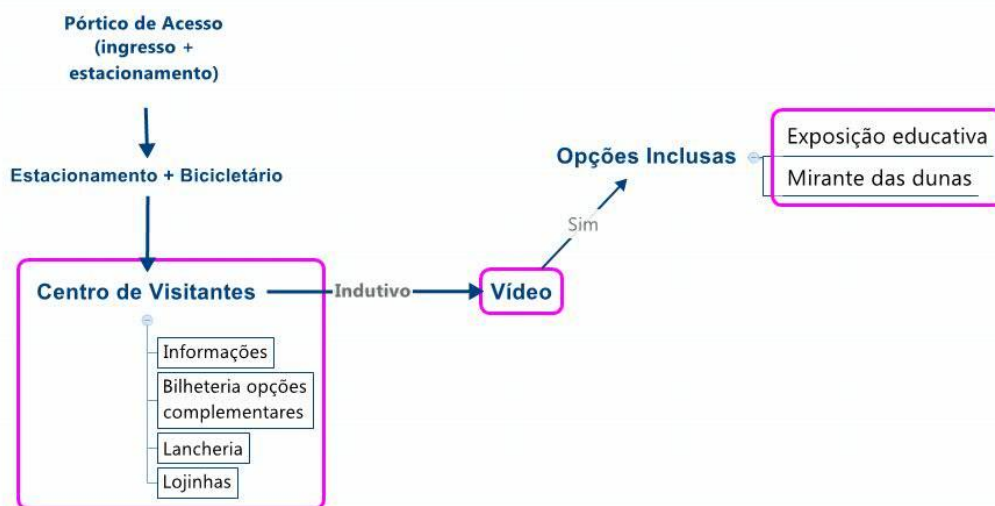 Pórtico de Acesso
(ingresso +
estacionamento)
Estacionamento + Bicicletário
Centro de Visitantes
Informações
Bilheteria opções
complementares
Lancheria
Lojinhas
Indutivo
Vídeo
Sim
Opções Inclusas
Exposição educativa
Mirante das dunas